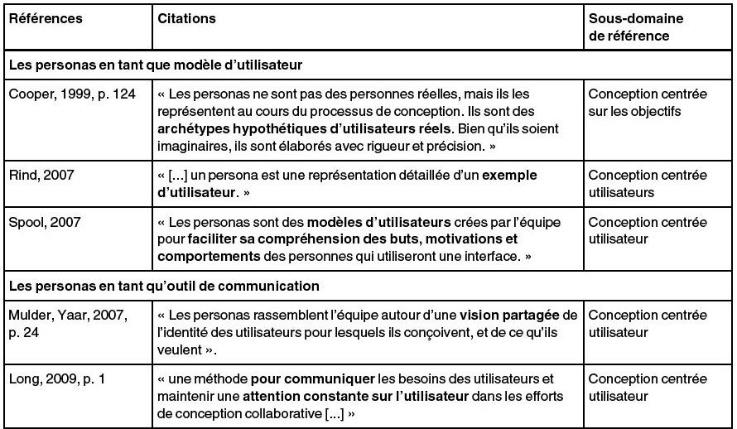 Références
Citations
Sous-domaine
de référence
Les personas en tant que modèle d'utilisateur
Cooper, 1999, p. 124
« Les personas ne sont pas des personnes réelles, mais ils les
représentent au cours du processus de conception. Ils sont des
archétypes hypothétiques d'utilisateurs réels. Bien qu'ils soient
imaginaires, ils sont élaborés avec rigueur et précision. »
Conception centrée
sur les objectifs
Rind, 2007
« [...] un persona est une représentation détaillée d'un exemple
d'utilisateur. »
Conception centrée
utilisateurs
Spool, 2007
« Les personas sont des modèles d'utilisateurs crées par l'équipe
pour faciliter sa compréhension des buts, motivations et
comportements des personnes qui utiliseront une interface. »
Conception centrée
utilisateur
Les personas en tant qu'outil de communication
Mulder, Yaar, 2007,
p. 24
« Les personas rassemblent l'équipe autour d'une vision partagée de
l'identité des utilisateurs pour lesquels ils conçoivent, et de ce qu'ils
veulent ».
Conception centrée
utilisateur
Long, 2009, p. 1
« une méthode pour communiquer les besoins des utilisateurs et
maintenir une attention constante sur l'utilisateur dans les efforts
de conception collaborative [...] »
Conception centrée
utilisateur